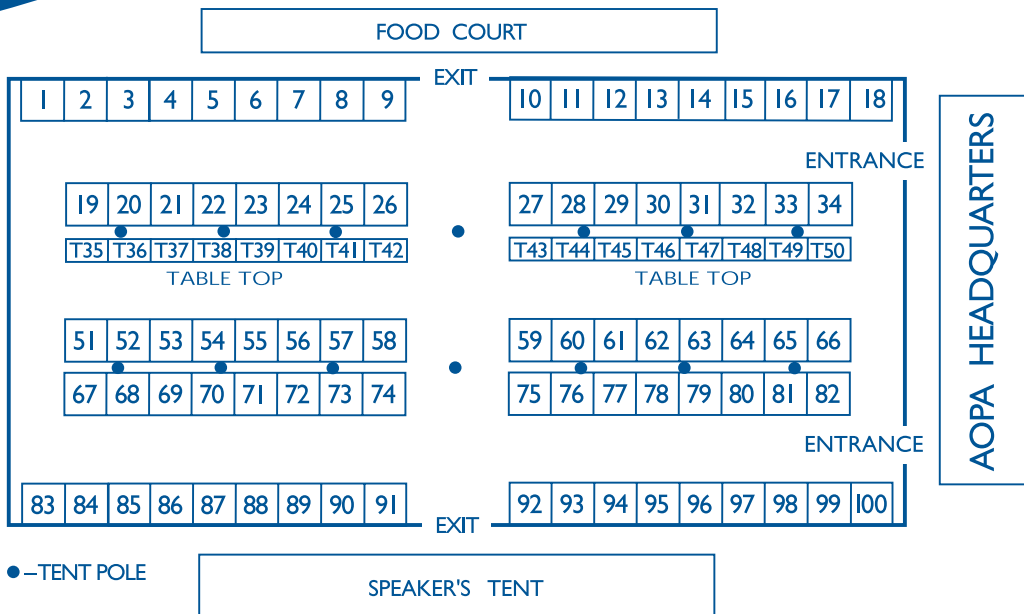 FOOD COURT
EXIT
1 2 3 4 5 6 7 8 9 10 11 12 13 14 15 16 17 18
ENTRANCE
19 20 21 22 23 24 25 26 27 28 29 30 31 32 33 34
T35 T36 T37 T38 T39 T40 T41 T42 T43 T44 T45 T46 T47 T48 T49 T50
TABLE TOP TABLE TOP
51 52 53 54 55 56 57 58 59 60 61 62 63 64 65 66
67 68 69 70 71 72 73 74 75 76 77 78 79 80 81 82
ENTRANCE
83 84 85 86 87 88 89 90 91 92 93 94 95 96 97 98 99 100
EXIT
AOPA HEADQUARTERS
–TENT POLE
SPEAKER'S TENT